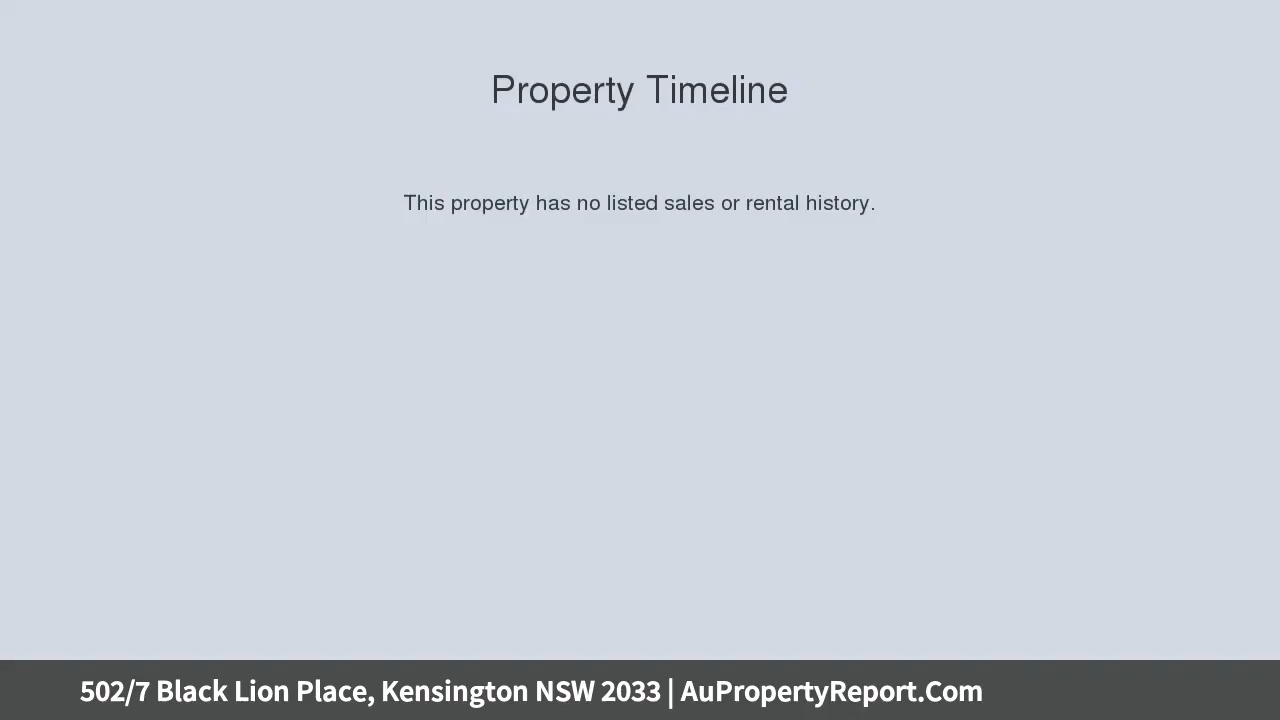 Property Timeline
This property has no listed sales or rental history.
502/7 Black Lion Place, Kensington NSW 2033 | AuPropertyReport.Com